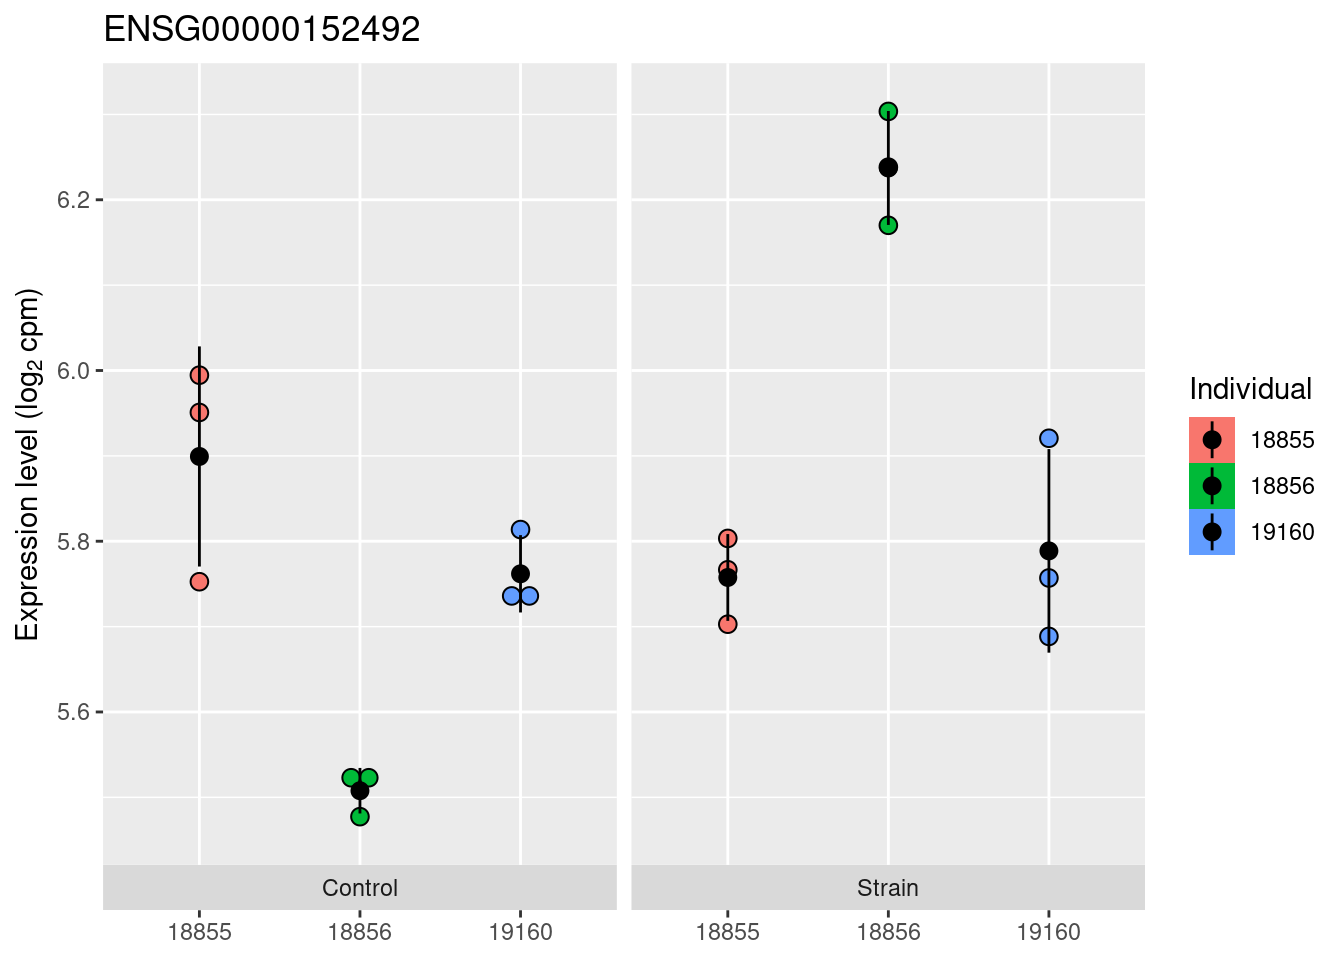 ENSG00000152492
Expression level (log₂ cpm)
6.2
6.0
5.8
5.6
Control
Strain
18855
18856
19160
18855
18856
19160
Individual
18855
18856
19160